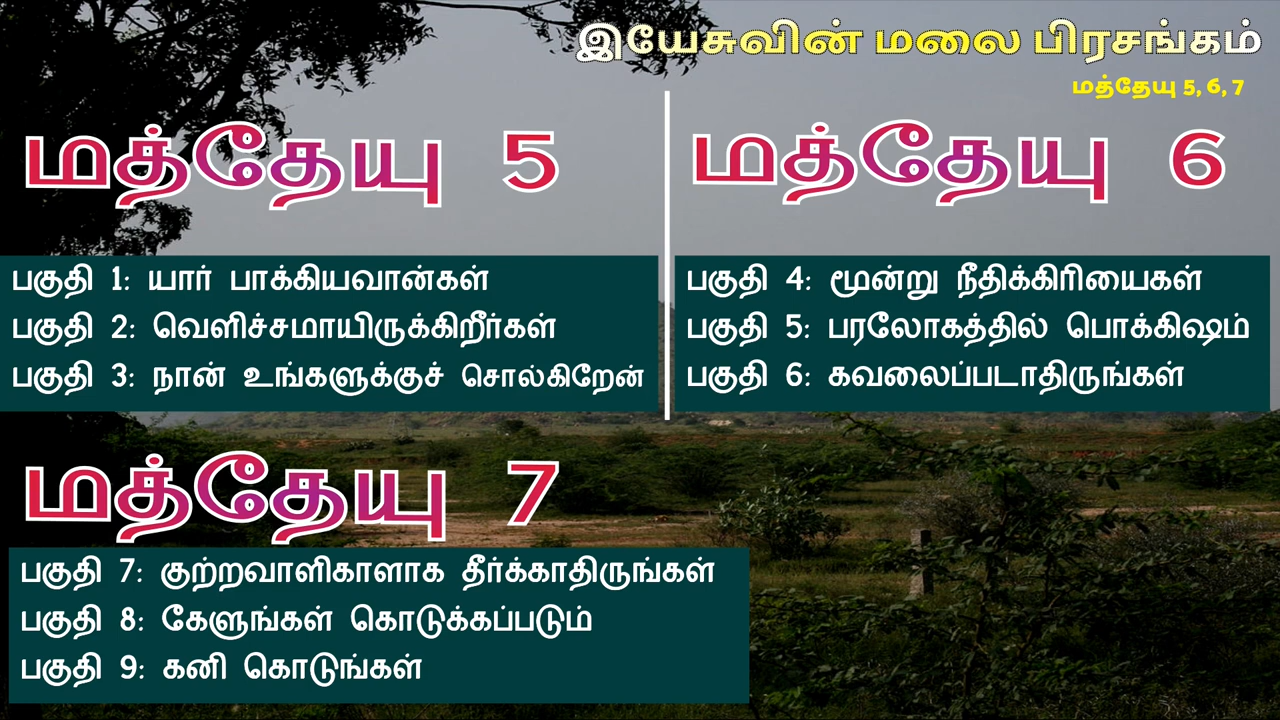 இயேசுவின் மலை பிரசங்கம்
மத்தேயு 5, 6, 7
மத்தேயு 5
பகுதி 1: யார் பாக்கியவான்கள்
பகுதி 2: வெளிச்சமாயிருக்கிறீர்கள்
பகுதி 3: நான் உங்களுக்குச் சொல்கிறேன்
மத்தேயு 6
பகுதி 4: மூன்று நீதிக்கிரியைகள்
பகுதி 5: பரலோகத்தில் பொக்கிஷம்
பகுதி 6: கவலைப்படாதிருங்கள்
மத்தேயு 7
பகுதி 7: குற்றவாளிகாளாக தீர்க்காதிருங்கள்
பகுதி 8: கேளுங்கள் கொடுக்கப்படும்
பகுதி 9: கனி கொடுங்கள்